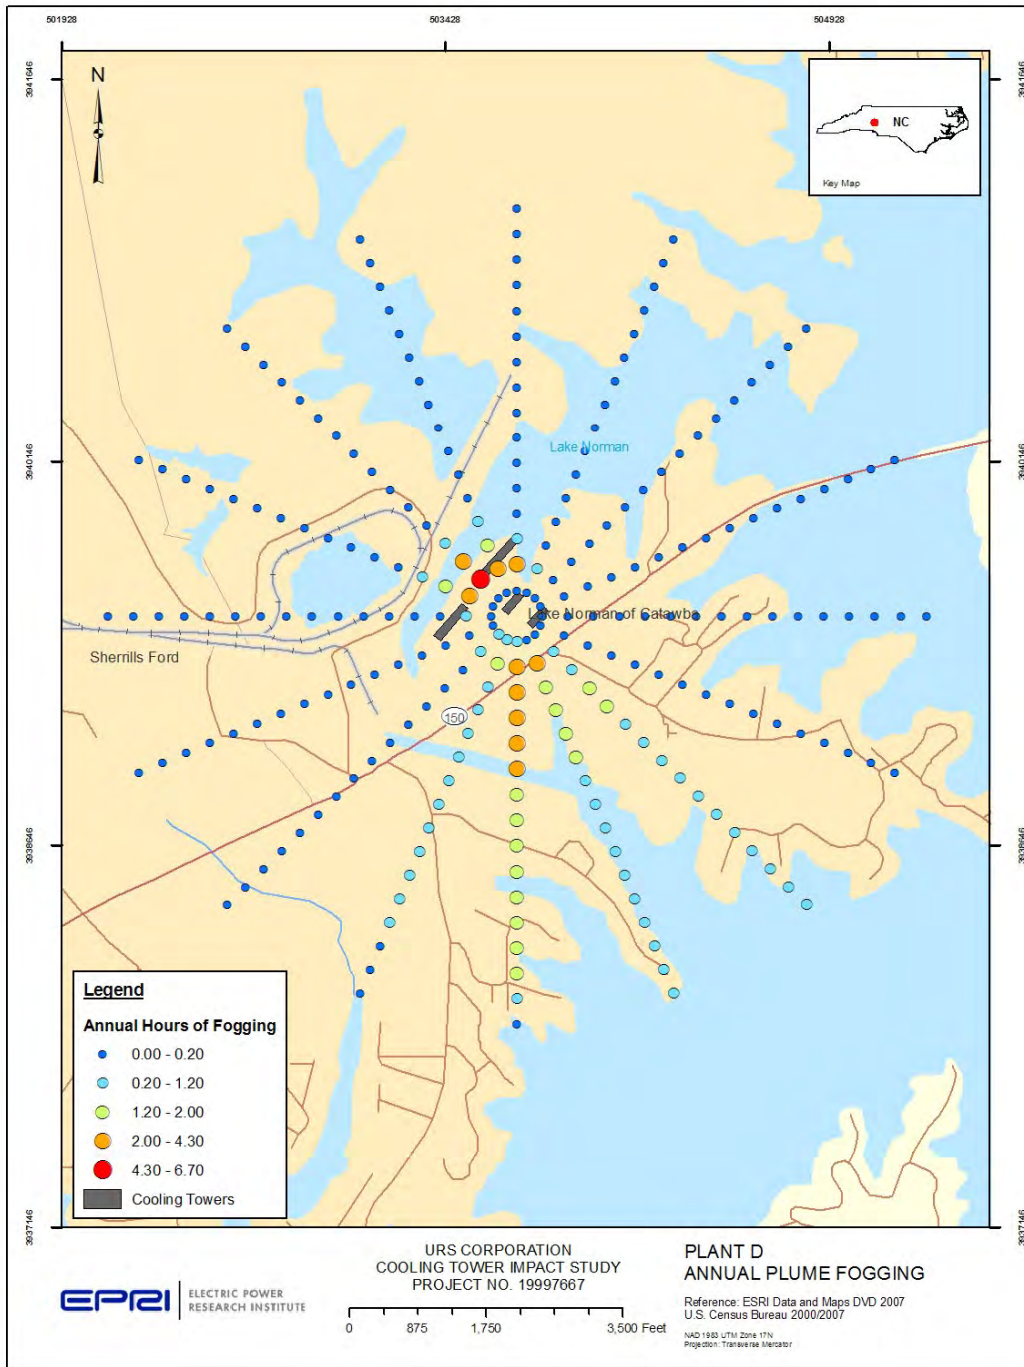 501928
503428
504928
3941646
3941646
N
NC
Key Map
3940146
3940146
Lake Norman
Lake Norman of Catawba
Sherrills Ford
150
3938646
3938646
Legend
Annual Hours of Fogging
0.00 - 0.20
0.20 - 1.20
1.20 - 2.00
2.00 - 4.30
4.30 - 6.70
Cooling Towers
3937146
3937146
EPRI
ELECTRIC POWER
RESEARCH INSTITUTE
URS CORPORATION
COOLING TOWER IMPACT STUDY
PROJECT NO. 19997667
0 875 1,750 3,500 Feet
PLANT D
ANNUAL PLUME FOGGING
Reference: ESRI Data and Maps DVD 2007
U.S. Census Bureau 2000/2007
NAD 1983 UTM Zone 17N
Projection: Transverse Mercator